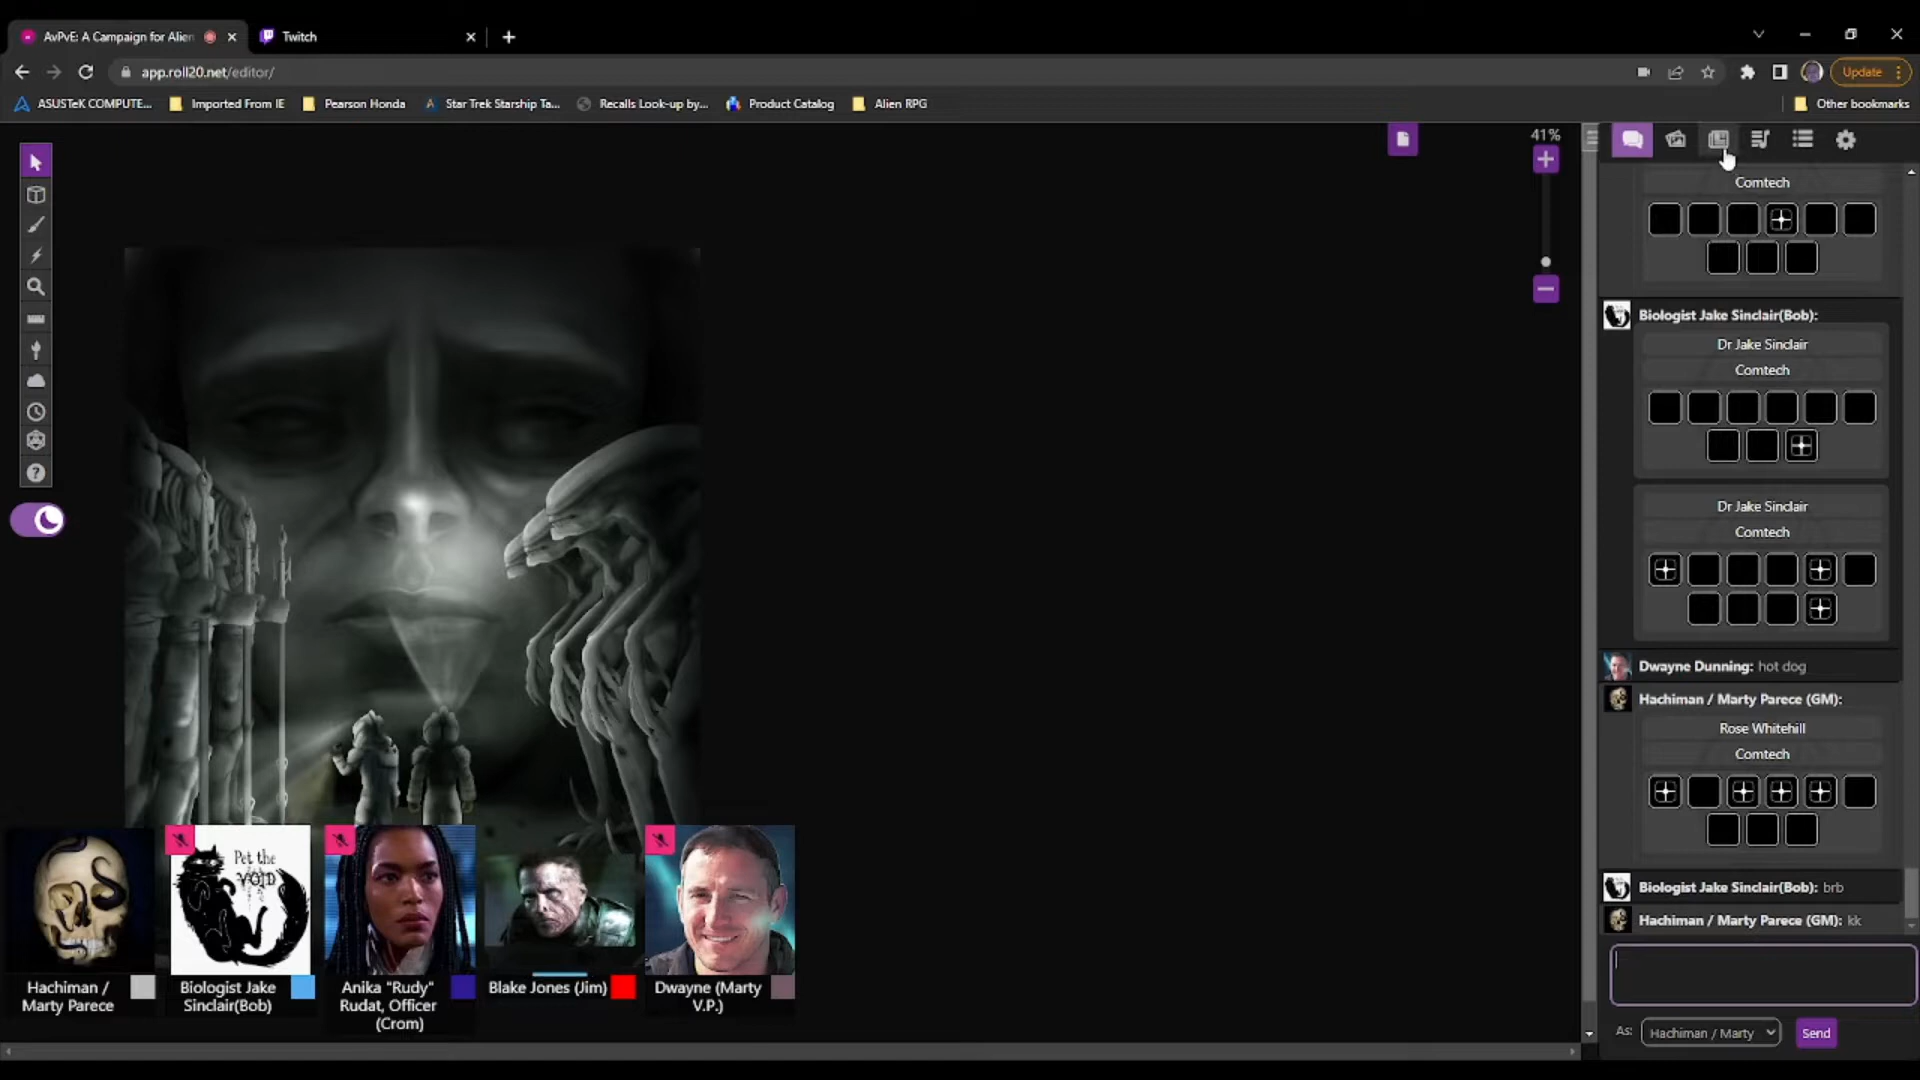 AvPvE: A Campaign for Alien
Twitch
app.roll20.net/editor/
Update
ASUSTeK COMPUTE...
Imported From IE
Pearson Honda
Star Trek Starship Ta...
Recalls Look-up by...
Product Catalog
Alien RPG
Other bookmarks
41%
Comtech
Biologist Jake Sinclair(Bob):
Dr Jake Sinclair
Comtech
Dr Jake Sinclair
Comtech
Dwayne Dunning: hot dog
Hachiman / Marty Parece (GM):
Rose Whitehill
Comtech
Biologist Jake Sinclair(Bob): brb
Hachiman / Marty Parece (GM): kk
As:
Hachiman / Marty
Send
Pet the
VOID
Hachiman /
Marty Parece
Biologist Jake
Sinclair(Bob)
Anika "Rudy"
Rudat, Officer
(Crom)
Blake Jones (Jim)
Dwayne (Marty
V.P.)